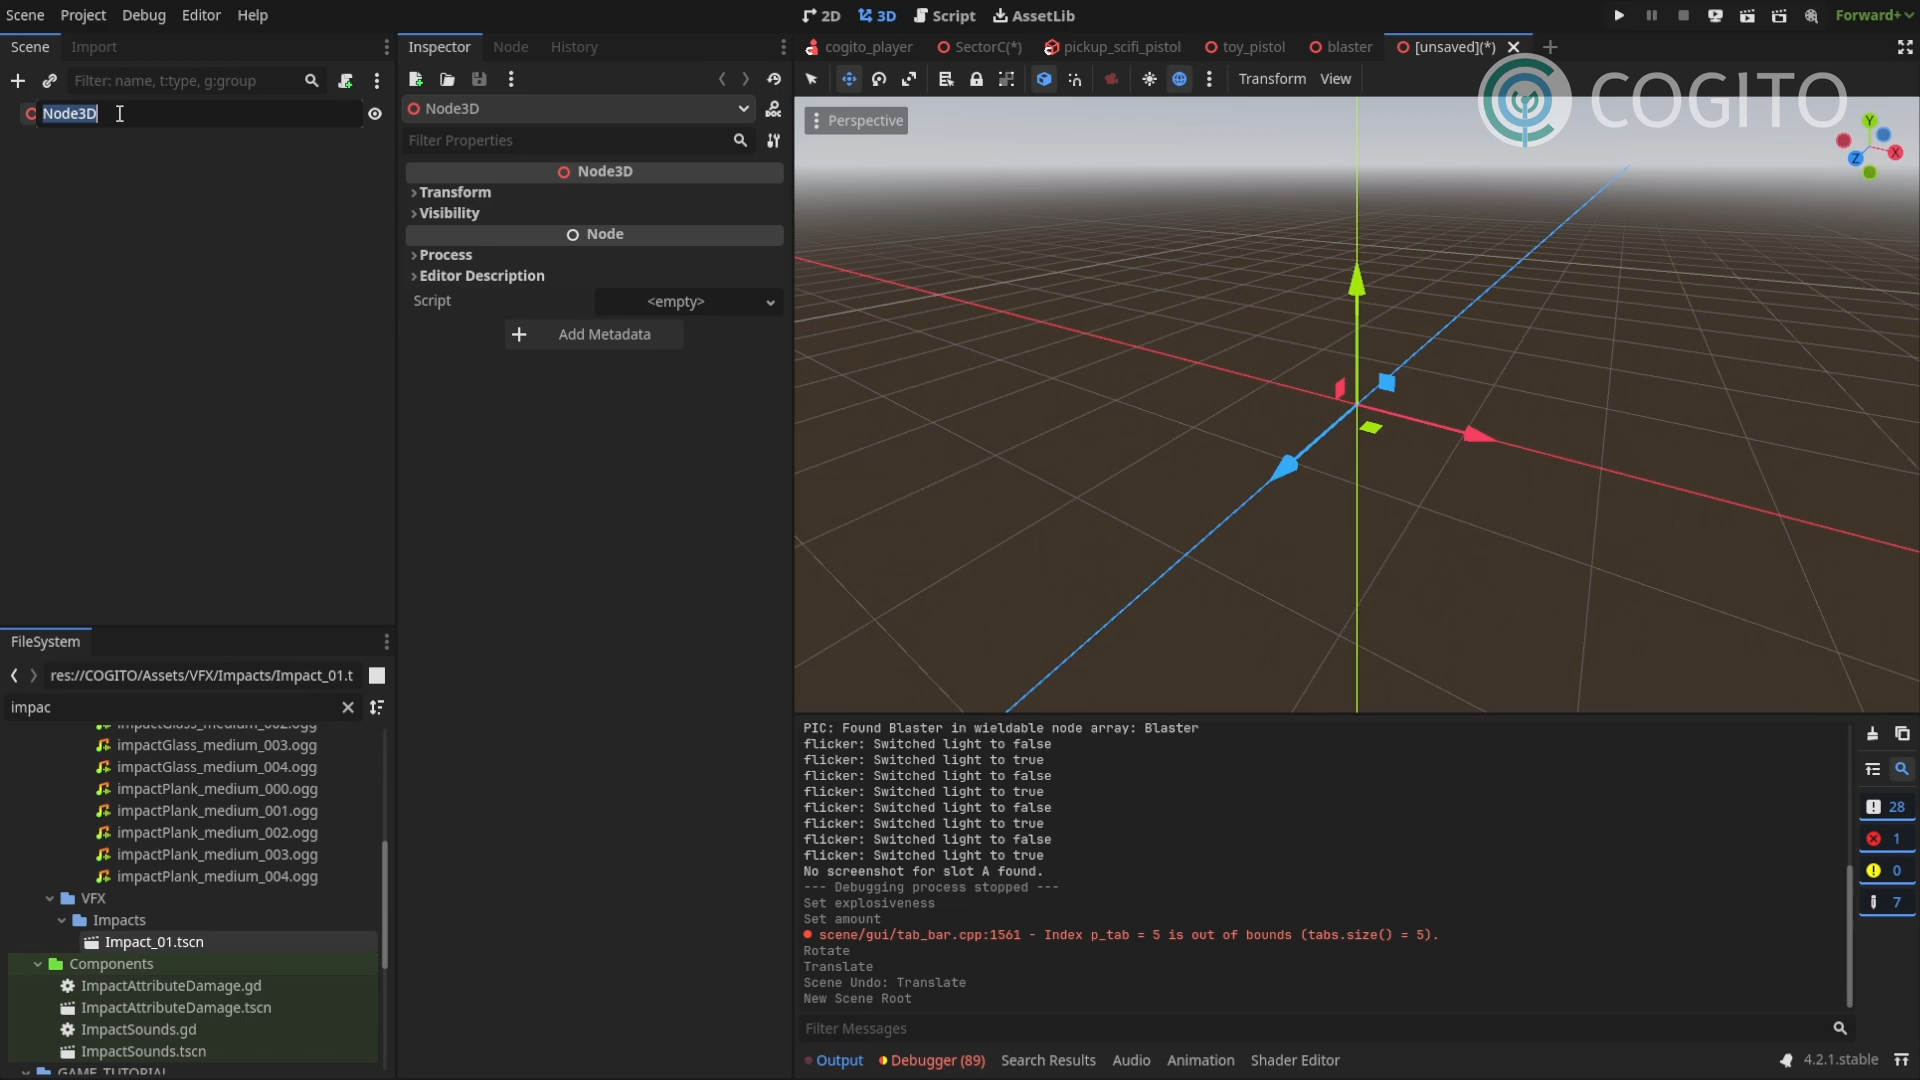 Scene Project Debug Editor Help
2D 3D Script AssetLib
Forward+
Scene Import
Inspector Node History
cogito_player SectorC(*) pickup_scifi_pistol toy_pistol blaster [unsaved](*)
Filter: name, t:type, g:group
Transform View
COGITO
Node3D
Node3D
Filter Properties
Perspective
Y
X
Z
Node3D
Transform
Visibility
Node
Process
Editor Description
Script <empty>
Add Metadata
FileSystem
res://COGITO/Assets/VFX/Impacts/Impact_01.t
impac
impactGlass_medium_002.ogg
impactGlass_medium_003.ogg
impactGlass_medium_004.ogg
impactPlank_medium_000.ogg
impactPlank_medium_001.ogg
impactPlank_medium_002.ogg
impactPlank_medium_003.ogg
impactPlank_medium_004.ogg
VFX
Impacts
Impact_01.tscn
Components
ImpactAttributeDamage.gd
ImpactAttributeDamage.tscn
ImpactSounds.gd
ImpactSounds.tscn
GAME_TUTORIAL
PIC: Found Blaster in wieldable node array: Blaster
flicker: Switched light to false
flicker: Switched light to true
flicker: Switched light to false
flicker: Switched light to true
flicker: Switched light to false
flicker: Switched light to true
flicker: Switched light to false
flicker: Switched light to true
No screenshot for slot A found.
--- Debugging process stopped ---
Set explosiveness
Set amount
scene/gui/tab_bar.cpp:1561 - Index p_tab = 5 is out of bounds (tabs.size() = 5).
Rotate
Translate
Scene Undo: Translate
New Scene Root
28
1
0
7
Filter Messages
Output Debugger (89) Search Results Audio Animation Shader Editor
4.2.1.stable